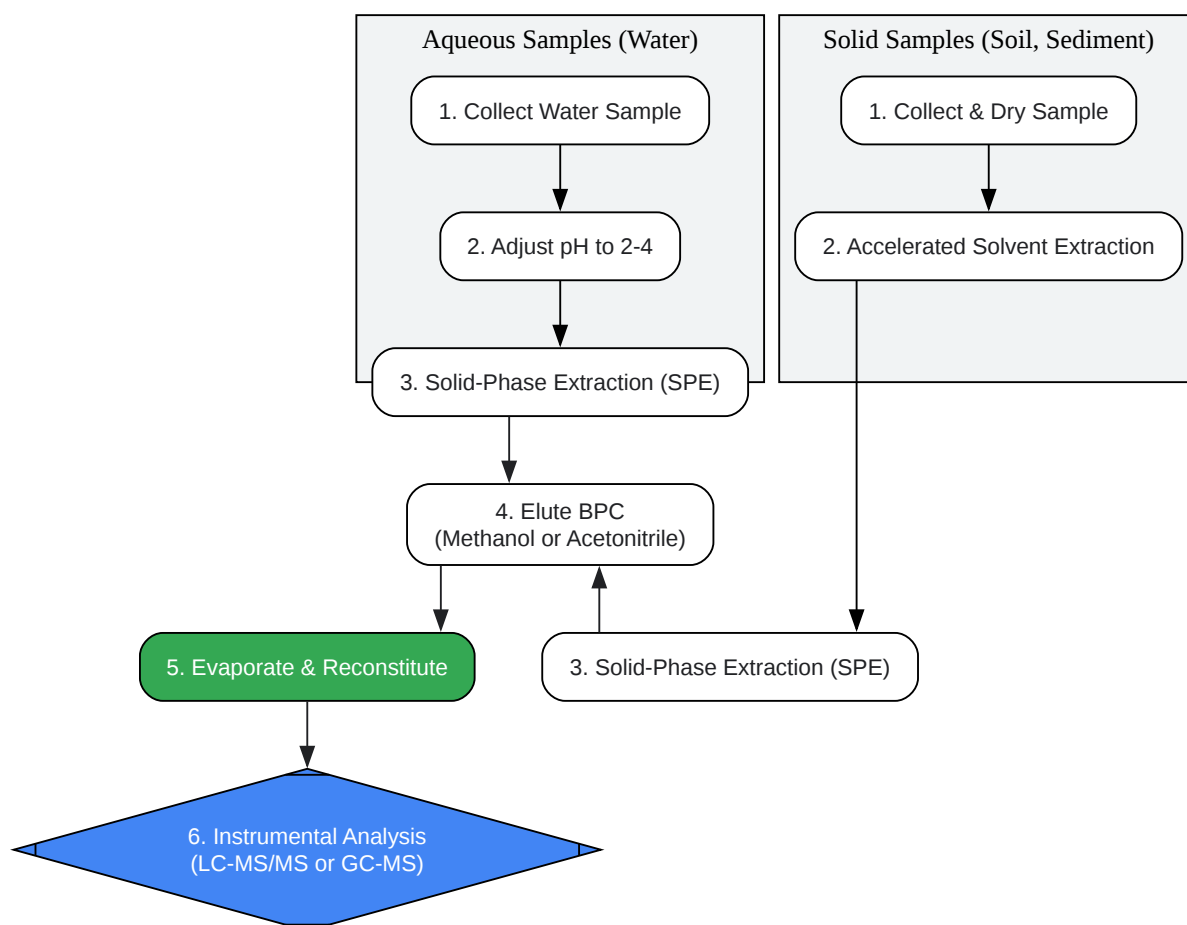 Aqueous Samples (Water)
1. Collect Water Sample
2. Adjust pH to 2-4
3. Solid-Phase Extraction (SPE)
Solid Samples (Soil, Sediment)
1. Collect & Dry Sample
2. Accelerated Solvent Extraction
3. Solid-Phase Extraction (SPE)
4. Elute BPC
(Methanol or Acetonitrile)
5. Evaporate & Reconstitute
6. Instrumental Analysis
(LC-MS/MS or GC-MS)